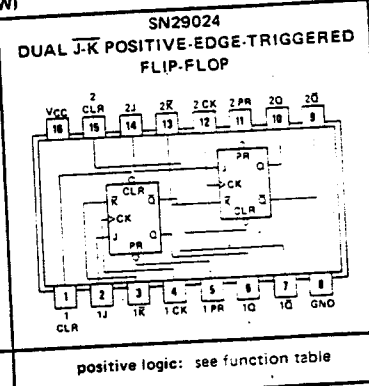 W)
SN29024
DUAL J̅-K̅ POSITIVE-EDGE-TRIGGERED
FLIP-FLOP
VCC 2 CLR 2J 2K̅ 2 CK 2 PR 2Q 2Q̅
16 15 14 13 12 11 10 9
PR
J Q
CLR
K̅ Q̅ CK
CK K̅ Q̅
J Q CLR
PR
1 2 3 4 5 6 7 8
1 CLR 1J 1K̅ 1 CK 1 PR 1Q 1Q̅ GND
positive logic: see function table